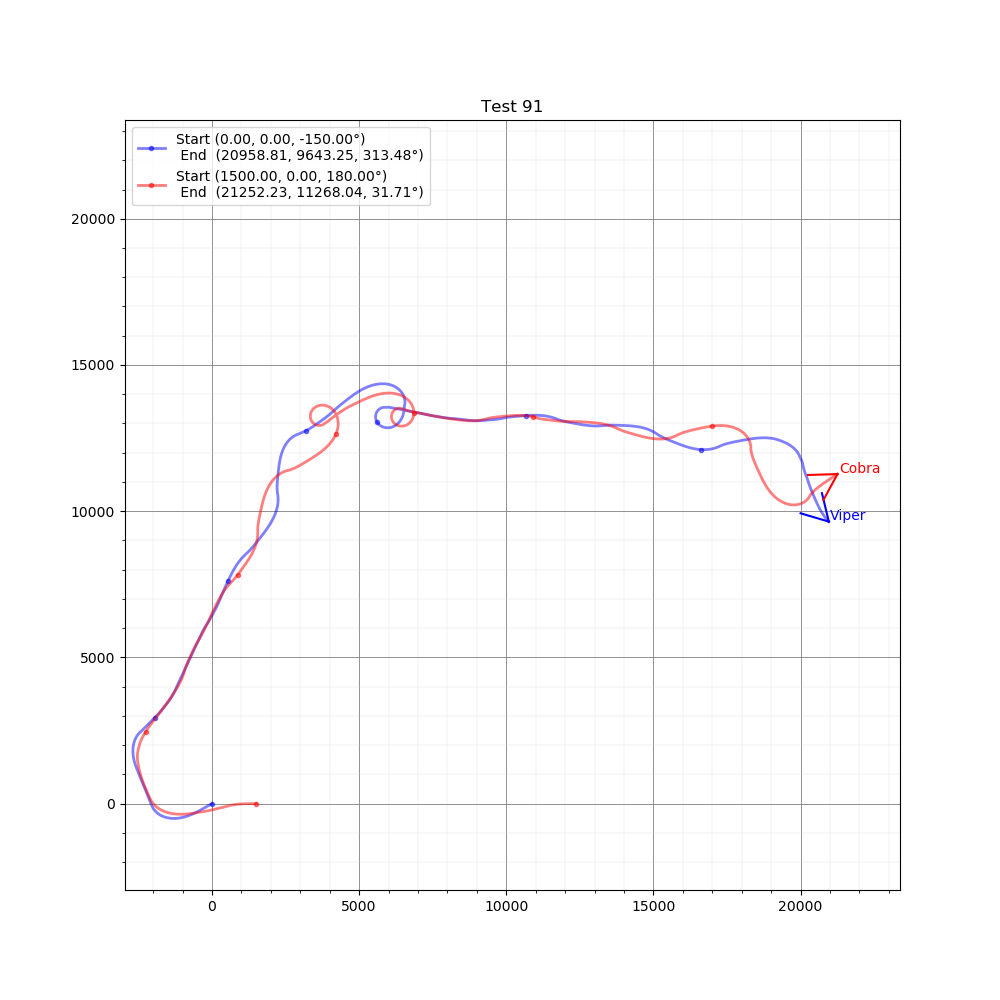 Test 91
Start (0.00, 0.00, -150.00°)
End (20958.81, 9643.25, 313.48°)
Start (1500.00, 0.00, 180.00°)
End (21252.23, 11268.04, 31.71°)
20000
15000
10000
5000
0
Cobra
Viper
0 5000 10000 15000 20000